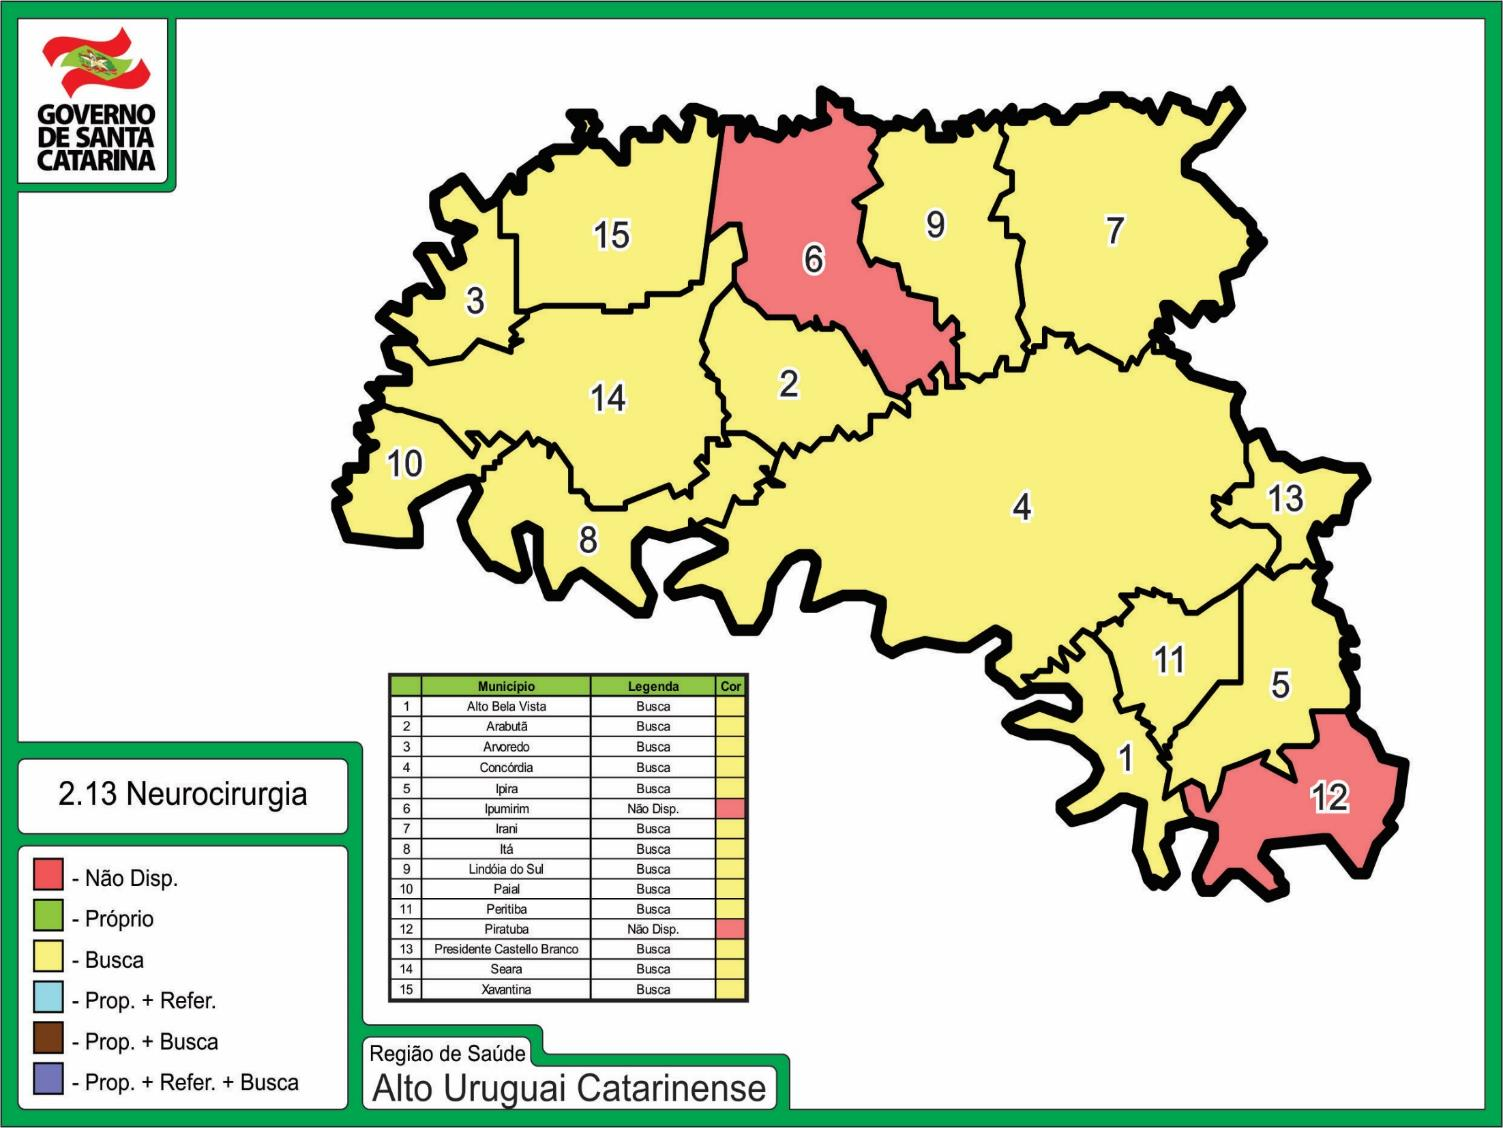 GOVERNO
DE SANTA
CATARINA
15
6
9
7
3
14
2
10
8
4
13
11
5
1
12
Município Legenda Cor
1 Alto Bela Vista Busca
2 Arabutã Busca
3 Arvoredo Busca
4 Concórdia Busca
5 Ipira Busca
6 Ipumirim Não Disp.
7 Irani Busca
8 Itá Busca
9 Lindóia do Sul Busca
10 Paial Busca
11 Peritiba Busca
12 Piratuba Não Disp.
13 Presidente Castello Branco Busca
14 Seara Busca
15 Xavantina Busca
2.13 Neurocirurgia
- Não Disp.
- Próprio
- Busca
- Prop. + Refer.
- Prop. + Busca
- Prop. + Refer. + Busca
Região de Saúde
Alto Uruguai Catarinense